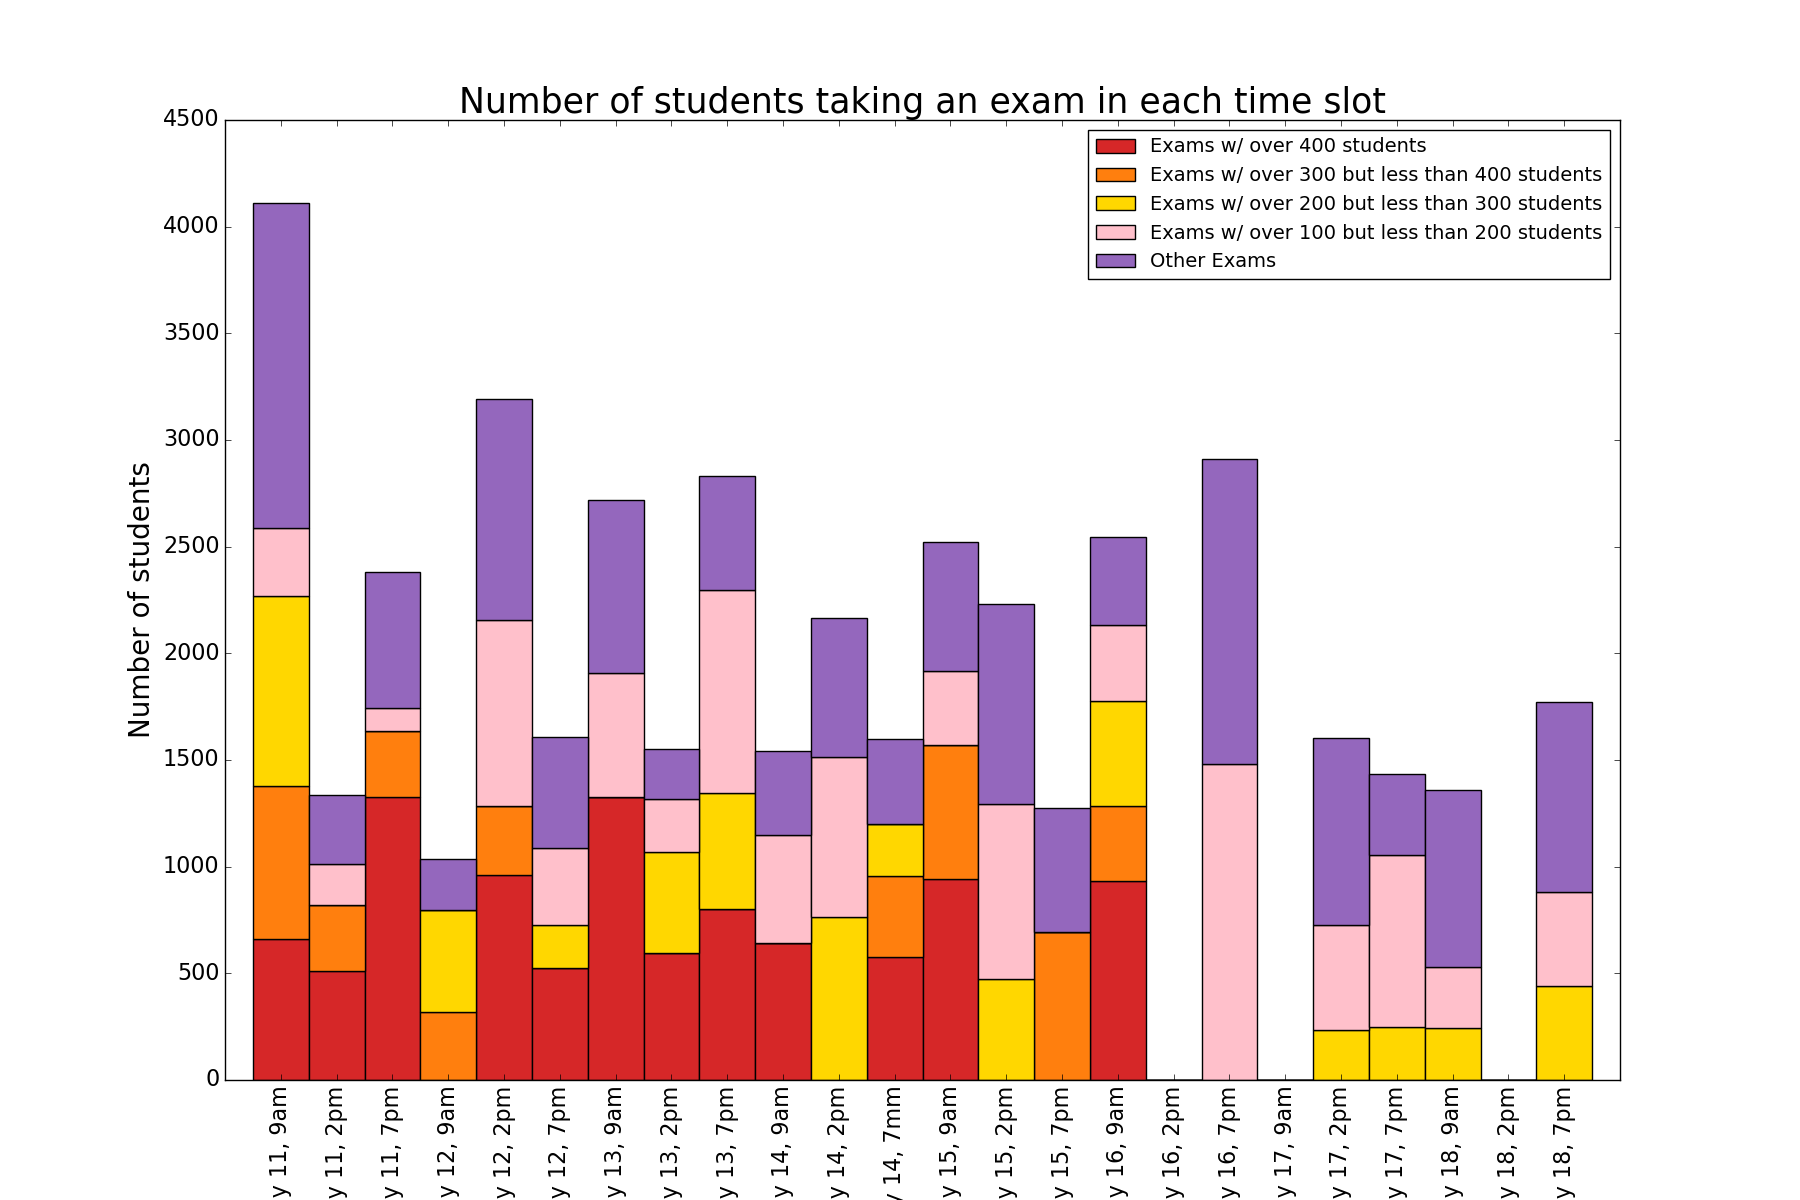 Number of students taking an exam in each time slot
4500
4000
3500
3000
2500
2000
1500
1000
500
0
Number of students
Exams w/ over 400 students
Exams w/ over 300 but less than 400 students
Exams w/ over 200 but less than 300 students
Exams w/ over 100 but less than 200 students
Other Exams
y 11, 9am
y 11, 2pm
y 11, 7pm
y 12, 9am
y 12, 2pm
y 12, 7pm
y 13, 9am
y 13, 2pm
y 13, 7pm
y 14, 9am
y 14, 2pm
y 14, 7mm
y 15, 9am
y 15, 2pm
y 15, 7pm
y 16, 9am
y 16, 2pm
y 16, 7pm
y 17, 9am
y 17, 2pm
y 17, 7pm
y 18, 9am
y 18, 2pm
y 18, 7pm